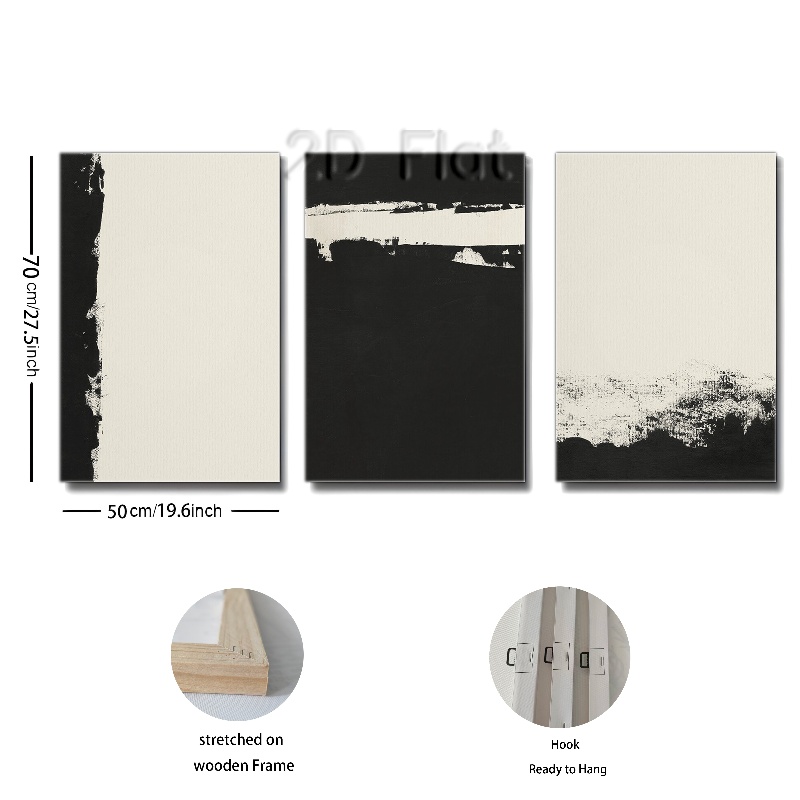 2D Flat
70 cm/27.5inch
50cm/19.6inch
stretched on
wooden Frame
Hook
Ready to Hang